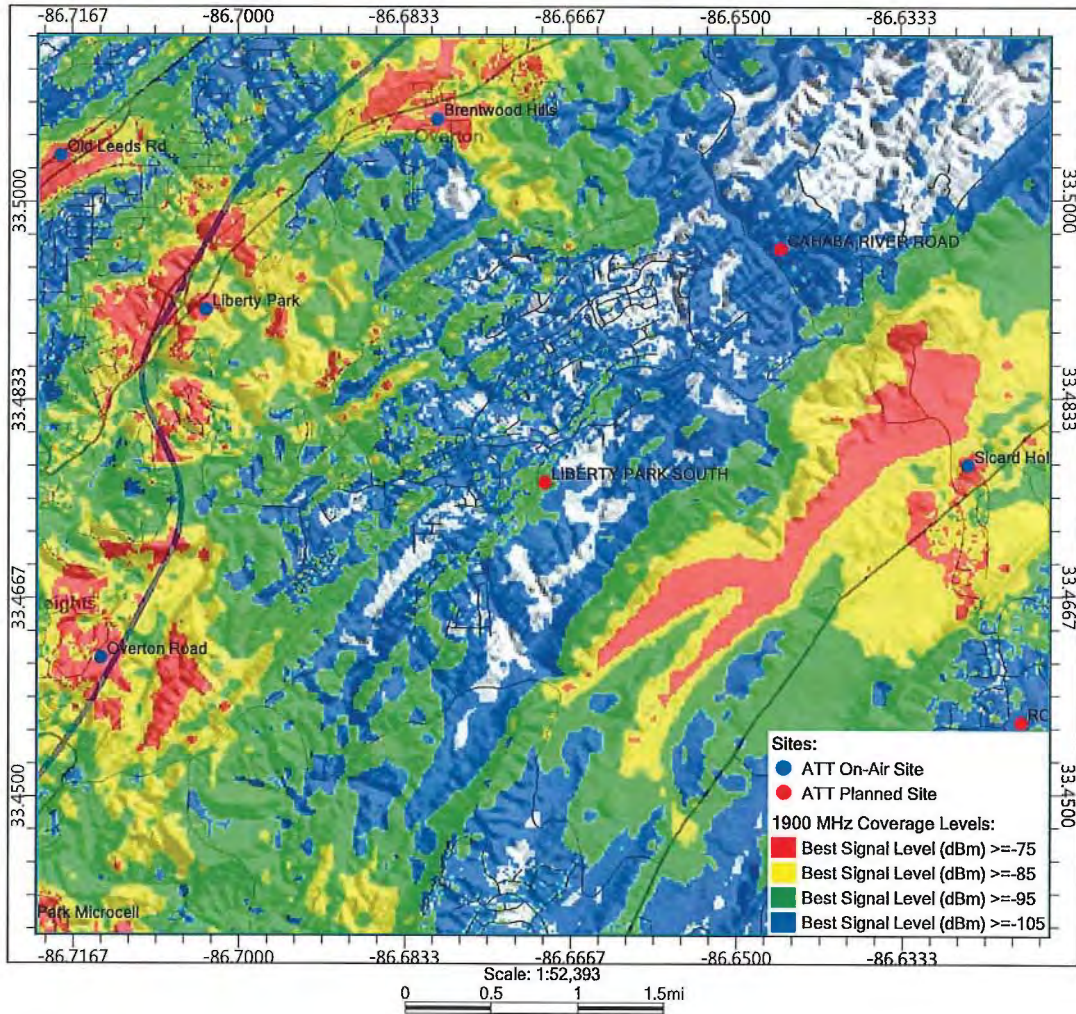 -86.7167 -86.7000 -86.6833 -86.6667 -86.6500 -86.6333
Brentwood Hills
Overton
Old Leeds Rd
33.5000
33.5000
CAHABA RIVER ROAD
Liberty Park
33.4833
33.4833
Sicard Hol
LIBERTY PARK SOUTH
33.4667
33.4667
eights
Overton Road
RC
Sites:
ATT On-Air Site
ATT Planned Site
33.4500
33.4500
1900 MHz Coverage Levels:
Best Signal Level (dBm) >=-75
Best Signal Level (dBm) >=-85
Best Signal Level (dBm) >=-95
Best Signal Level (dBm) >=-105
Park Microcell
-86.7167 -86.7000 -86.6833 -86.6667 -86.6500 -86.6333
Scale: 1:52,393
0 0.5 1 1.5mi